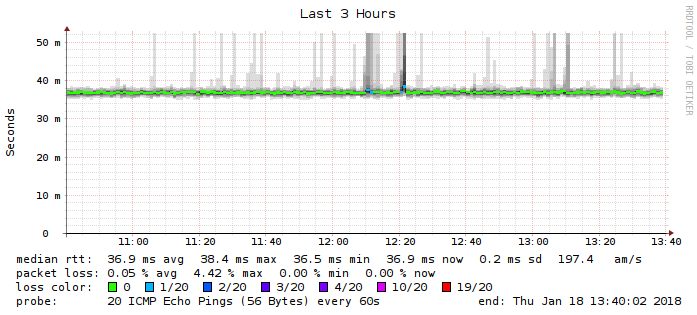 Last 3 Hours
RRDTOOL / TOBI OETIKER
Seconds
50 m
40 m
30 m
20 m
10 m
0
11:00 11:20 11:40 12:00 12:20 12:40 13:00 13:20 13:40
median rtt: 36.9 ms avg 38.4 ms max 36.5 ms min 36.9 ms now 0.2 ms sd 197.4 am/s
packet loss: 0.05 % avg 4.42 % max 0.00 % min 0.00 % now
loss color: 0 1/20 2/20 3/20 4/20 10/20 19/20
probe: 20 ICMP Echo Pings (56 Bytes) every 60s end: Thu Jan 18 13:40:02 2018